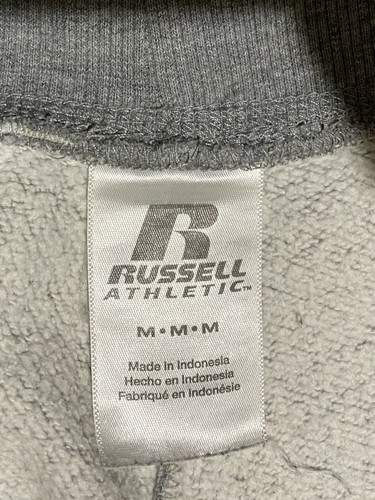 R
RUSSELL
ATHLETIC™
M•M•M
Made in Indonesia
Hecho en Indonesia
Fabriqué en Indonésie